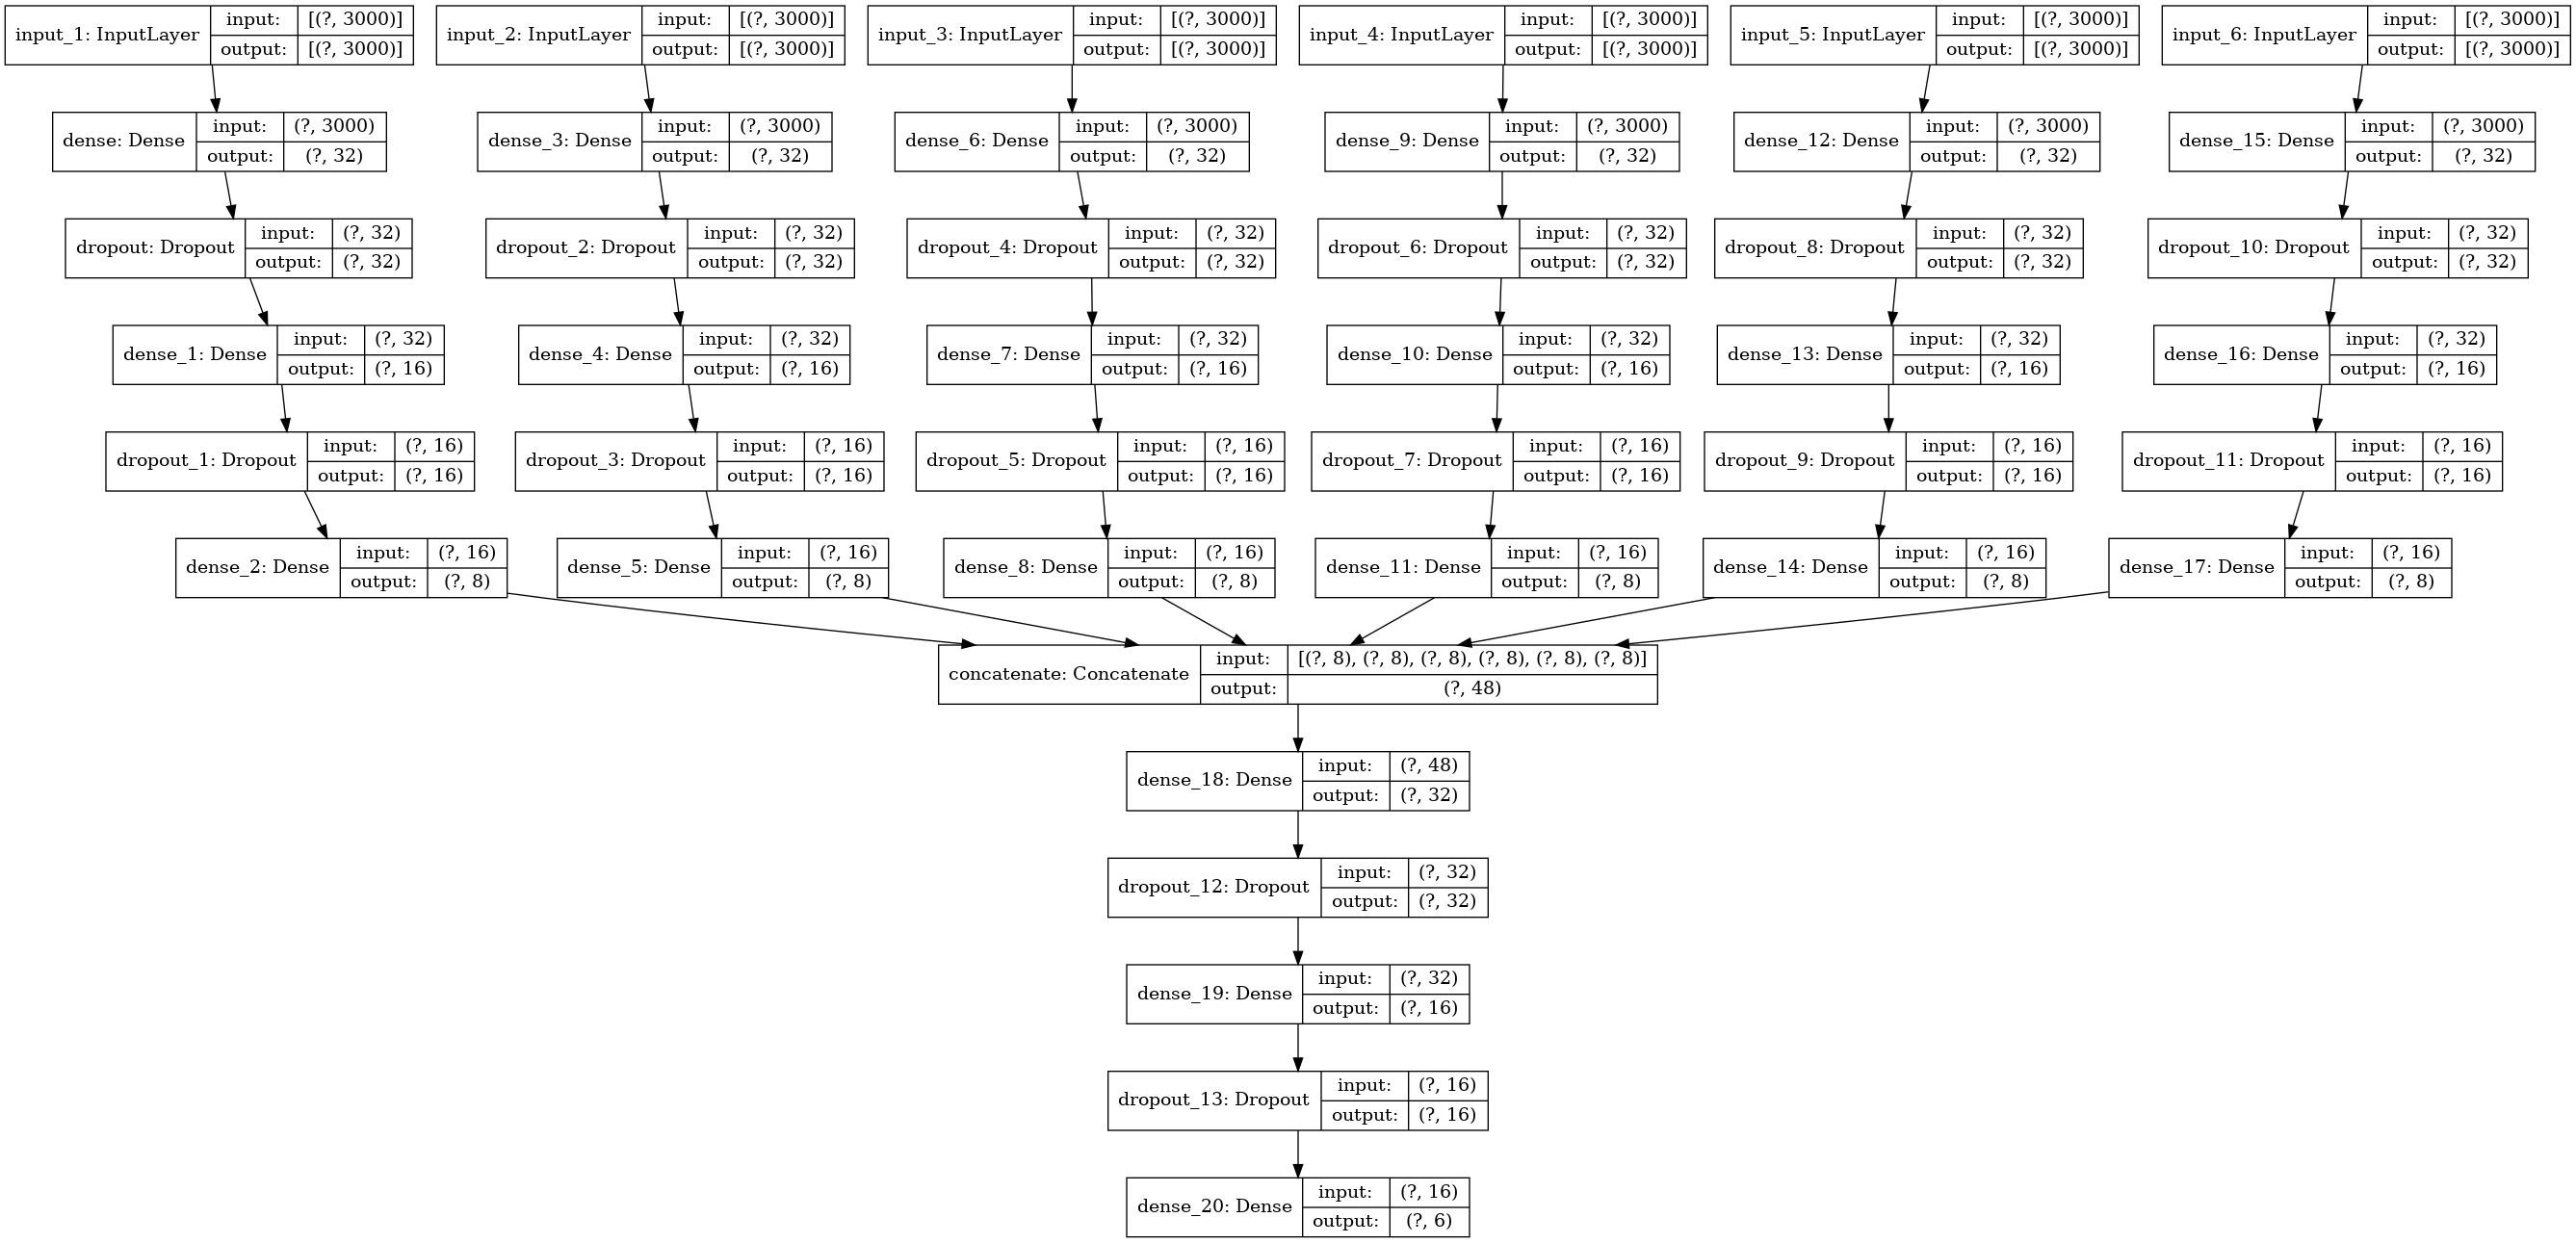 input_1: InputLayer input: [(?, 3000)] output: [(?, 3000)]
input_2: InputLayer input: [(?, 3000)] output: [(?, 3000)]
input_3: InputLayer input: [(?, 3000)] output: [(?, 3000)]
input_4: InputLayer input: [(?, 3000)] output: [(?, 3000)]
input_5: InputLayer input: [(?, 3000)] output: [(?, 3000)]
input_6: InputLayer input: [(?, 3000)] output: [(?, 3000)]
dense: Dense input: (?, 3000) output: (?, 32)
dense_3: Dense input: (?, 3000) output: (?, 32)
dense_6: Dense input: (?, 3000) output: (?, 32)
dense_9: Dense input: (?, 3000) output: (?, 32)
dense_12: Dense input: (?, 3000) output: (?, 32)
dense_15: Dense input: (?, 3000) output: (?, 32)
dropout: Dropout input: (?, 32) output: (?, 32)
dropout_2: Dropout input: (?, 32) output: (?, 32)
dropout_4: Dropout input: (?, 32) output: (?, 32)
dropout_6: Dropout input: (?, 32) output: (?, 32)
dropout_8: Dropout input: (?, 32) output: (?, 32)
dropout_10: Dropout input: (?, 32) output: (?, 32)
dense_1: Dense input: (?, 32) output: (?, 16)
dense_4: Dense input: (?, 32) output: (?, 16)
dense_7: Dense input: (?, 32) output: (?, 16)
dense_10: Dense input: (?, 32) output: (?, 16)
dense_13: Dense input: (?, 32) output: (?, 16)
dense_16: Dense input: (?, 32) output: (?, 16)
dropout_1: Dropout input: (?, 16) output: (?, 16)
dropout_3: Dropout input: (?, 16) output: (?, 16)
dropout_5: Dropout input: (?, 16) output: (?, 16)
dropout_7: Dropout input: (?, 16) output: (?, 16)
dropout_9: Dropout input: (?, 16) output: (?, 16)
dropout_11: Dropout input: (?, 16) output: (?, 16)
dense_2: Dense input: (?, 16) output: (?, 8)
dense_5: Dense input: (?, 16) output: (?, 8)
dense_8: Dense input: (?, 16) output: (?, 8)
dense_11: Dense input: (?, 16) output: (?, 8)
dense_14: Dense input: (?, 16) output: (?, 8)
dense_17: Dense input: (?, 16) output: (?, 8)
concatenate: Concatenate input: [(?, 8), (?, 8), (?, 8), (?, 8), (?, 8), (?, 8)] output: (?, 48)
dense_18: Dense input: (?, 48) output: (?, 32)
dropout_12: Dropout input: (?, 32) output: (?, 32)
dense_19: Dense input: (?, 32) output: (?, 16)
dropout_13: Dropout input: (?, 16) output: (?, 16)
dense_20: Dense input: (?, 16) output: (?, 6)